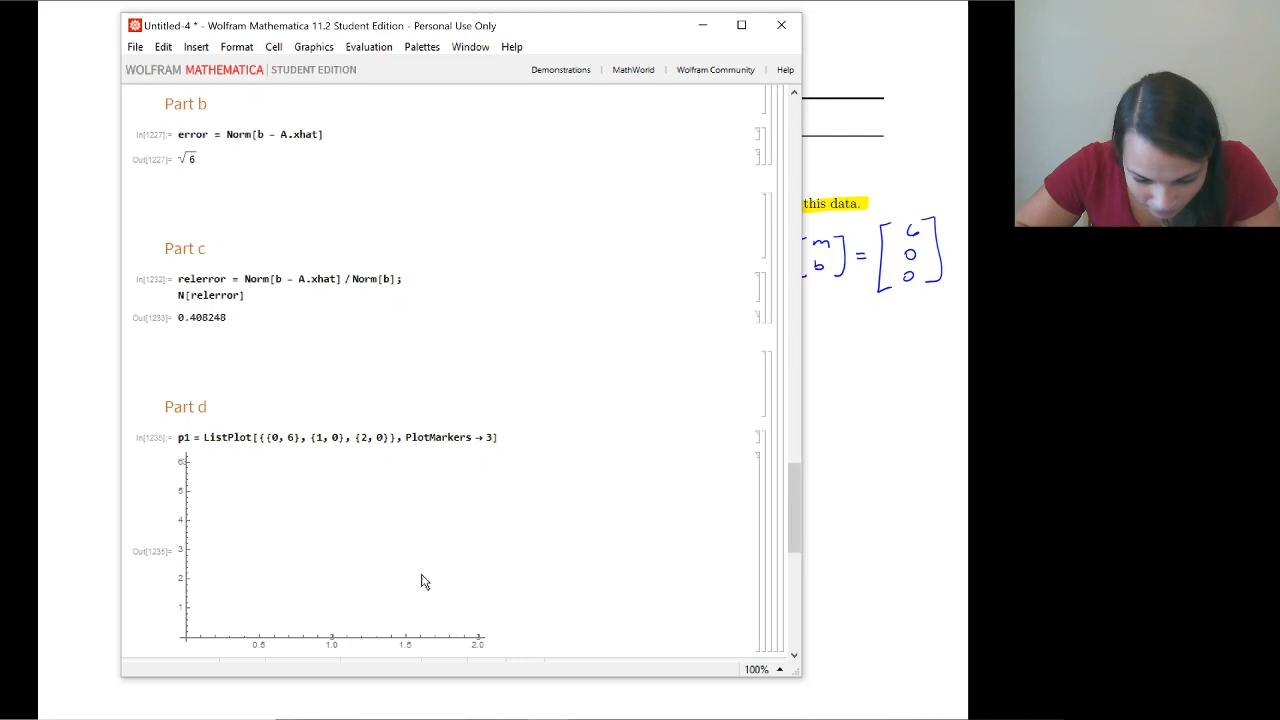 Untitled-4 * - Wolfram Mathematica 11.2 Student Edition - Personal Use Only
File Edit Insert Format Cell Graphics Evaluation Palettes Window Help
WOLFRAM MATHEMATICA | STUDENT EDITION Demonstrations | MathWorld | Wolfram Community | Help
Part b
In[1227]:= error = Norm[b - A.xhat]
Out[1227]= √6
this data.
[m b] = [6 0 0]
Part c
In[1232]:= relerror = Norm[b - A.xhat] / Norm[b];
N[relerror]
Out[1233]= 0.408248
Part d
In[1235]:= p1 = ListPlot[{{0, 6}, {1, 0}, {2, 0}}, PlotMarkers → 3]
6
5
4
3
Out[1235]=
2
1
3 3
0.5 1.0 1.5 2.0
100%